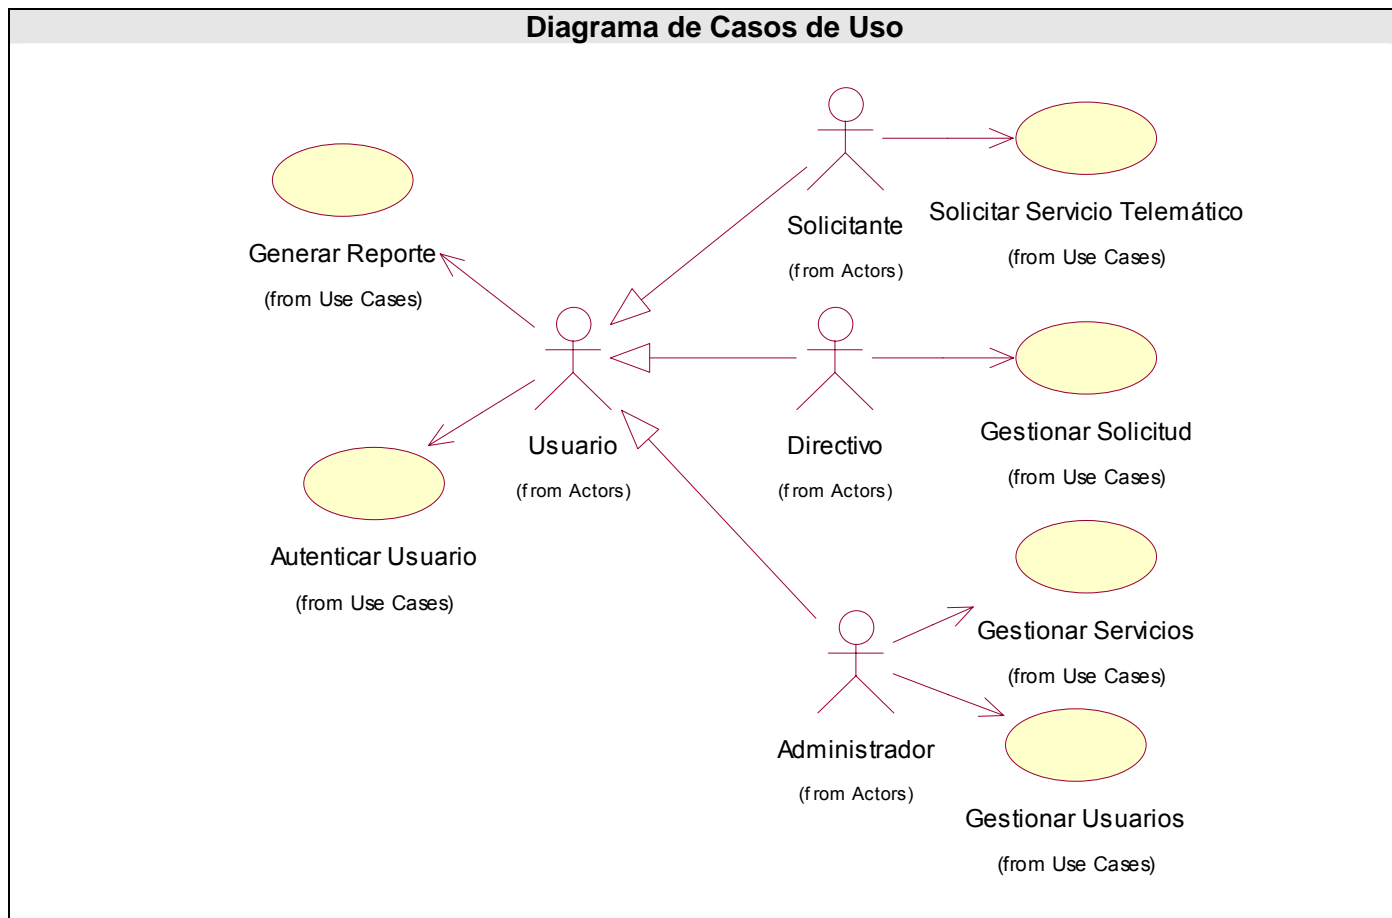 Diagrama de Casos de Uso
Solicitante
(from Actors)
Solicitar Servicio Telemático
(from Use Cases)
Generar Reporte
(from Use Cases)
Usuario
(from Actors)
Directivo
(from Actors)
Gestionar Solicitud
(from Use Cases)
Autenticar Usuario
(from Use Cases)
Gestionar Servicios
(from Use Cases)
Administrador
(from Actors)
Gestionar Usuarios
(from Use Cases)